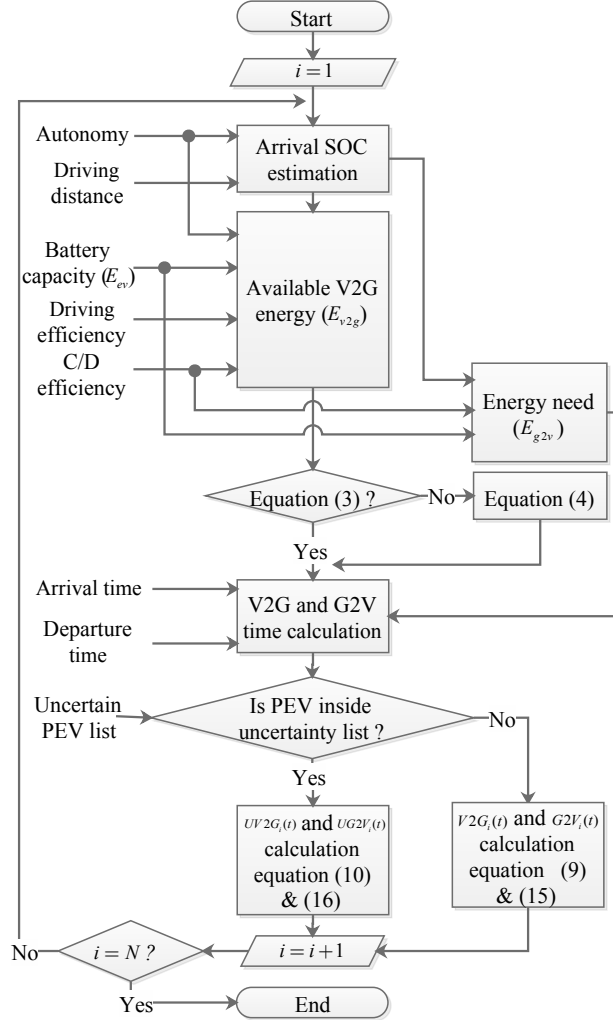 Start
i = 1
Autonomy
Arrival SOC
estimation
Driving
distance
Battery
capacity (E_ev)
Available V2G
energy (E_v2g)
Driving
efficiency
C/D
efficiency
Energy need
(E_g2v)
Equation (3) ?
No
Equation (4)
Yes
Arrival time
V2G and G2V
time calculation
Departure
time
Uncertain
PEV list
Is PEV inside
uncertainty list ?
No
Yes
UV2G_i(t) and UG2V_i(t)
calculation
equation (10)
& (16)
V2G_i(t) and G2V_i(t)
calculation
equation (9)
& (15)
No
i = N ?
i = i+1
Yes
End